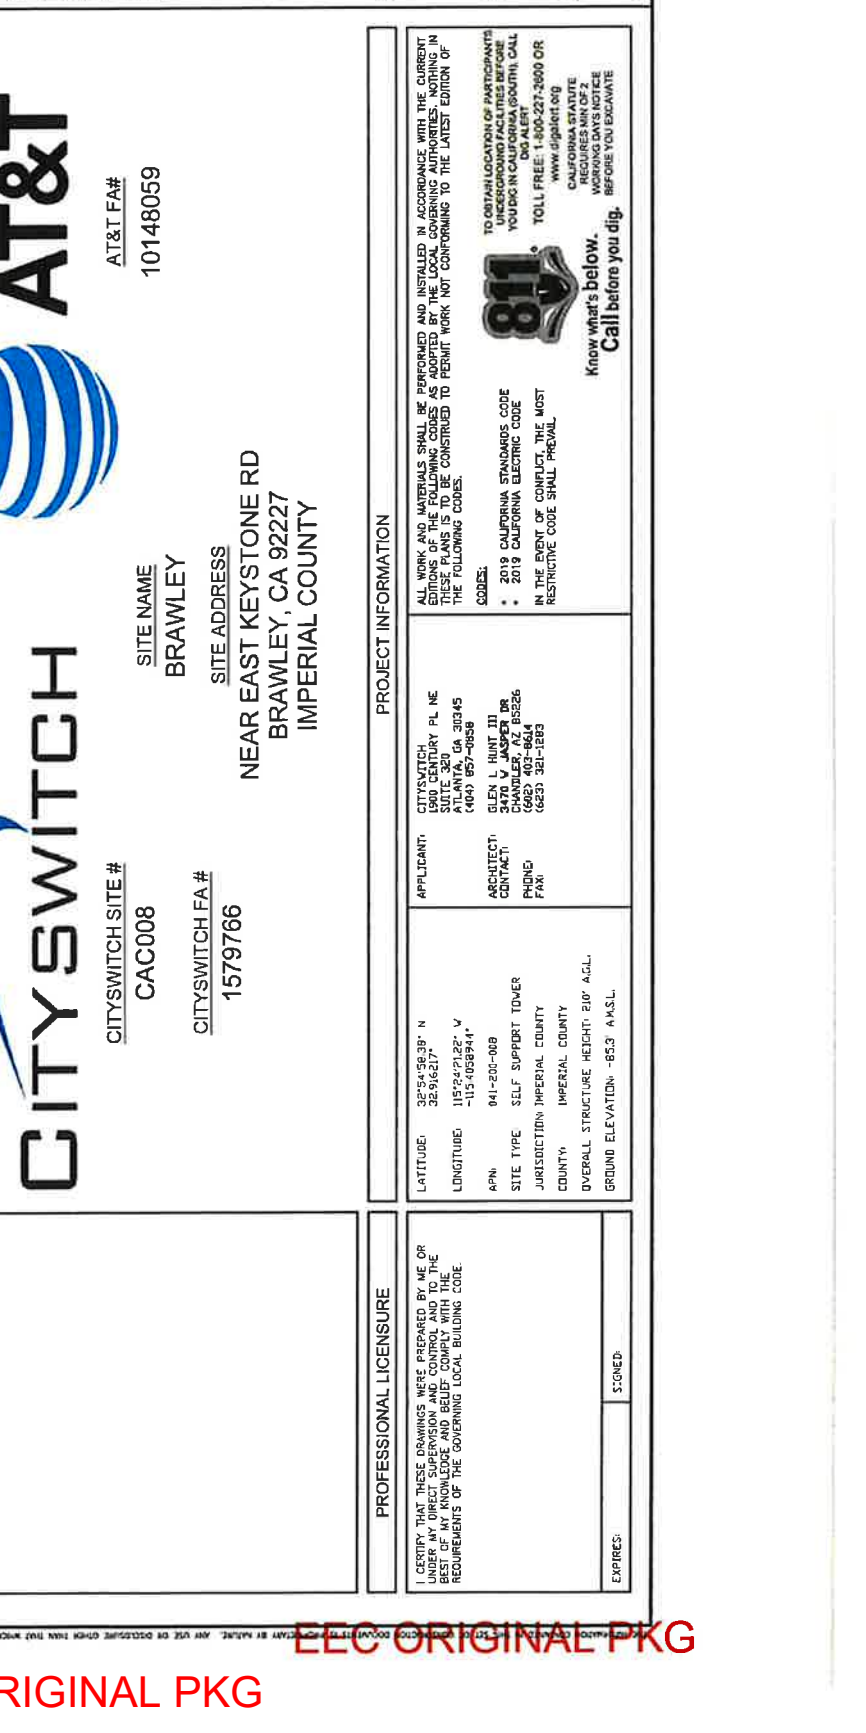 AT&T
CITYSWITCH
CITYSWITCH SITE #
CAC008
CITYSWITCH FA #
1579766
SITE NAME
BRAWLEY
SITE ADDRESS
NEAR EAST KEYSTONE RD
BRAWLEY, CA 92227
IMPERIAL COUNTY
AT&T FA#
10148059
PROFESSIONAL LICENSURE
I CERTIFY THAT THESE DRAWINGS WERE PREPARED BY ME OR
UNDER MY DIRECT SUPERVISION AND CONTROL AND TO THE
BEST OF MY KNOWLEDGE AND BELIEF COMPLY WITH THE
REQUIREMENTS OF THE GOVERNING LOCAL BUILDING CODE.
EXPIRES:
SIGNED:
PROJECT INFORMATION
LATITUDE: 32°54'58.38" N
32.916217°
LONGITUDE: 115°24'21.22" W
-115.4058944°
APN: 041-200-008
SITE TYPE: SELF SUPPORT TOWER
JURISDICTION: IMPERIAL COUNTY
COUNTY: IMPERIAL COUNTY
OVERALL STRUCTURE HEIGHT: 210' A.G.L.
GROUND ELEVATION: -85.3' A.M.S.L.
APPLICANT: CITYSWITCH
1900 CENTURY PL NE
SUITE 320
ATLANTA, GA 30345
(404) 857-0858
ARCHITECT: GLEN L HUNT III
CONTACT: 3470 W JASPER DR
CHANDLER, AZ 85226
PHONE: (602) 403-8614
FAX: (623) 321-1283
ALL WORK AND MATERIALS SHALL BE PERFORMED AND INSTALLED IN ACCORDANCE WITH THE CURRENT
EDITIONS OF THE FOLLOWING CODES AS ADOPTED BY THE LOCAL GOVERNING AUTHORITIES. NOTHING IN
THESE PLANS IS TO BE CONSTRUED TO PERMIT WORK NOT CONFORMING TO THE LATEST EDITION OF
THE FOLLOWING CODES.
CODES:
• 2019 CALIFORNIA STANDARDS CODE
• 2019 CALIFORNIA ELECTRIC CODE
IN THE EVENT OF CONFLICT, THE MOST
RESTRICTIVE CODE SHALL PREVAIL
811
Know what's below.
Call before you dig.
TO OBTAIN LOCATION OF PARTICIPANTS
UNDERGROUND FACILITIES BEFORE
YOU DIG IN CALIFORNIA (SOUTH), CALL
DIG ALERT
TOLL FREE: 1-800-227-2600 OR
www.digalert.org
CALIFORNIA STATUTE
REQUIRES MIN OF 2
WORKING DAYS NOTICE
BEFORE YOU EXCAVATE
EEC ORIGINAL PKG
RIGINAL PKG